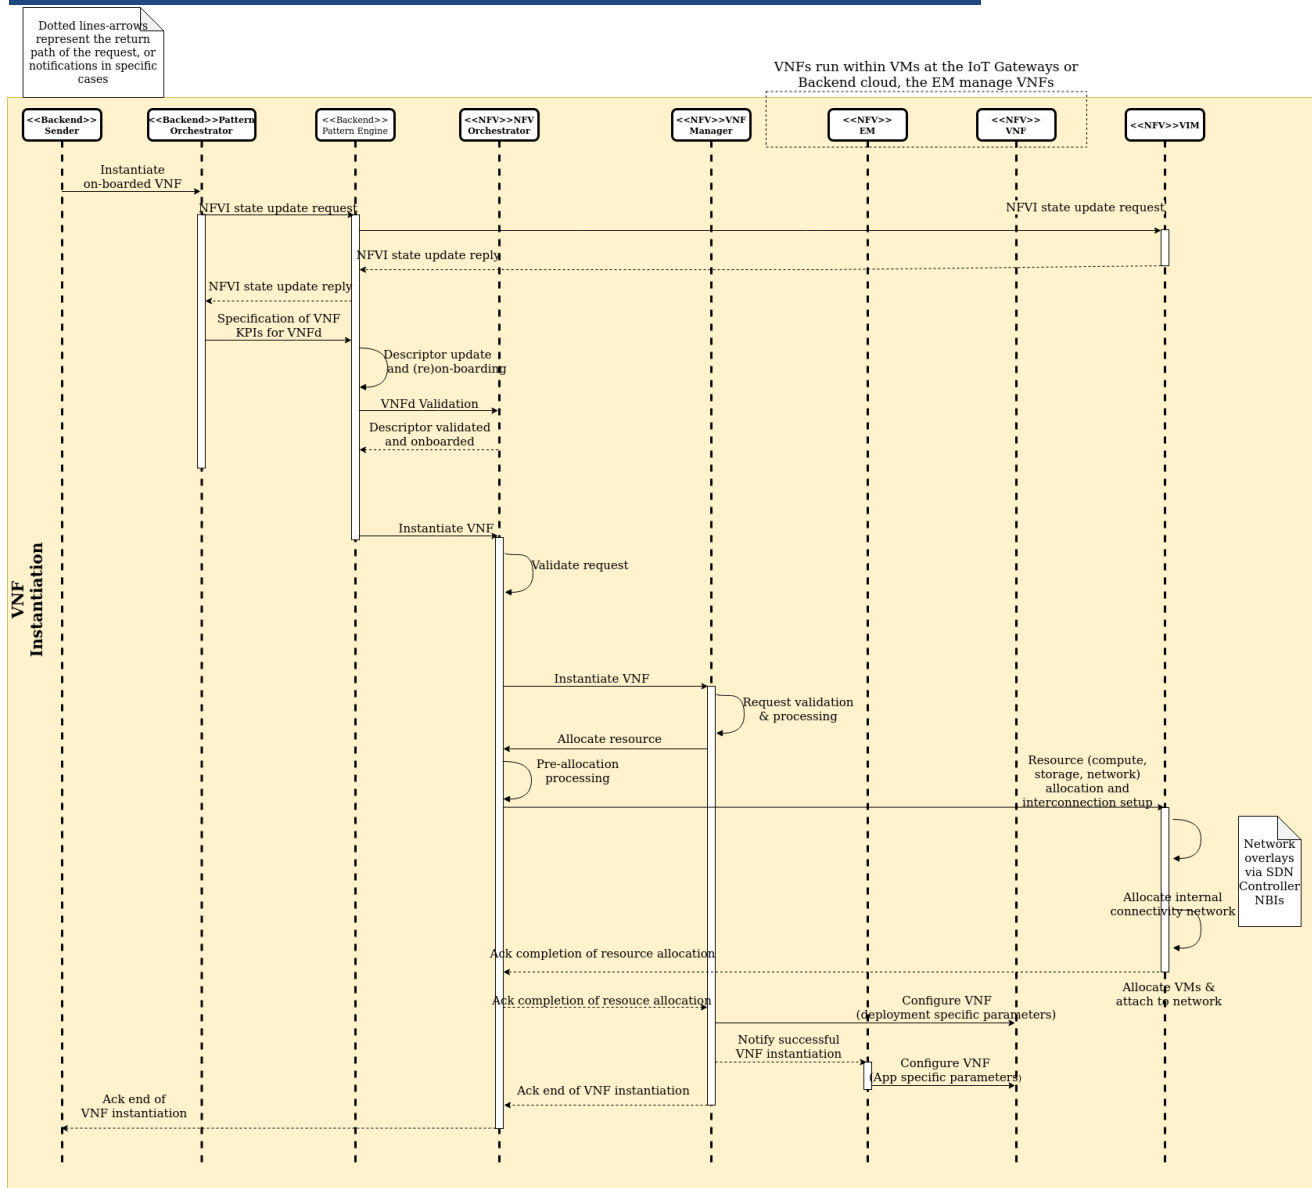 Dotted lines-arrows
represent the return
path of the request, or
notifications in specific
cases
VNFs run within VMs at the IoT Gateways or
Backend cloud, the EM manage VNFs
<<Backend>>
Sender
<<Backend>>Pattern
Orchestrator
<<Backend>>
Pattern Engine
<<NFV>>NFV
Orchestrator
<<NFV>>VNF
Manager
<<NFV>>
EM
<<NFV>>
VNF
<<NFV>>VIM
Instantiate
on-boarded VNF
NFVI state update request
NFVI state update request
NFVI state update reply
NFVI state update reply
Specification of VNF
KPIs for VNFd
Descriptor update
and (re)on-boarding
VNFd Validation
Descriptor validated
and onboarded
Instantiate VNF
Validate request
VNF
Instantiation
Instantiate VNF
Request validation
& processing
Allocate resource
Pre-allocation
processing
Resource (compute,
storage, network)
allocation and
interconnection setup
Network
overlays
via SDN
Controller
NBIs
Allocate internal
connectivity network
Ack completion of resource allocation
Allocate VMs &
attach to network
Ack completion of resouce allocation
Configure VNF
(deployment specific parameters)
Notify successful
VNF instantiation
Configure VNF
(App specific parameters)
Ack end of VNF instantiation
Ack end of
VNF instantiation